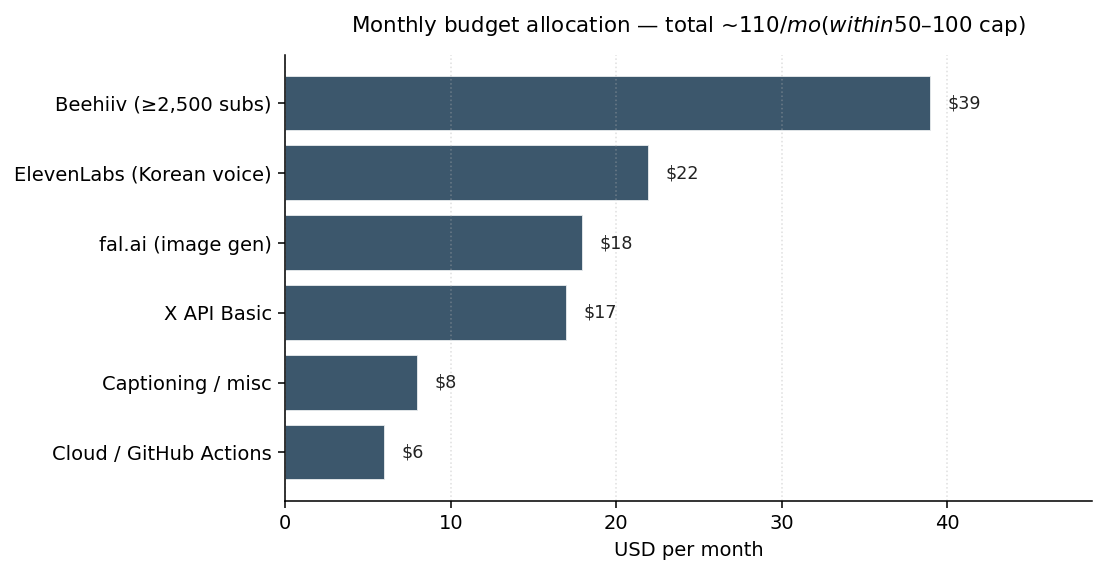 Monthly budget allocation — total ~110/mo(within50–100 cap)
Beehiiv (≥2,500 subs)
$39
ElevenLabs (Korean voice)
$22
fal.ai (image gen)
$18
X API Basic
$17
Captioning / misc
$8
Cloud / GitHub Actions
$6
0 10 20 30 40
USD per month